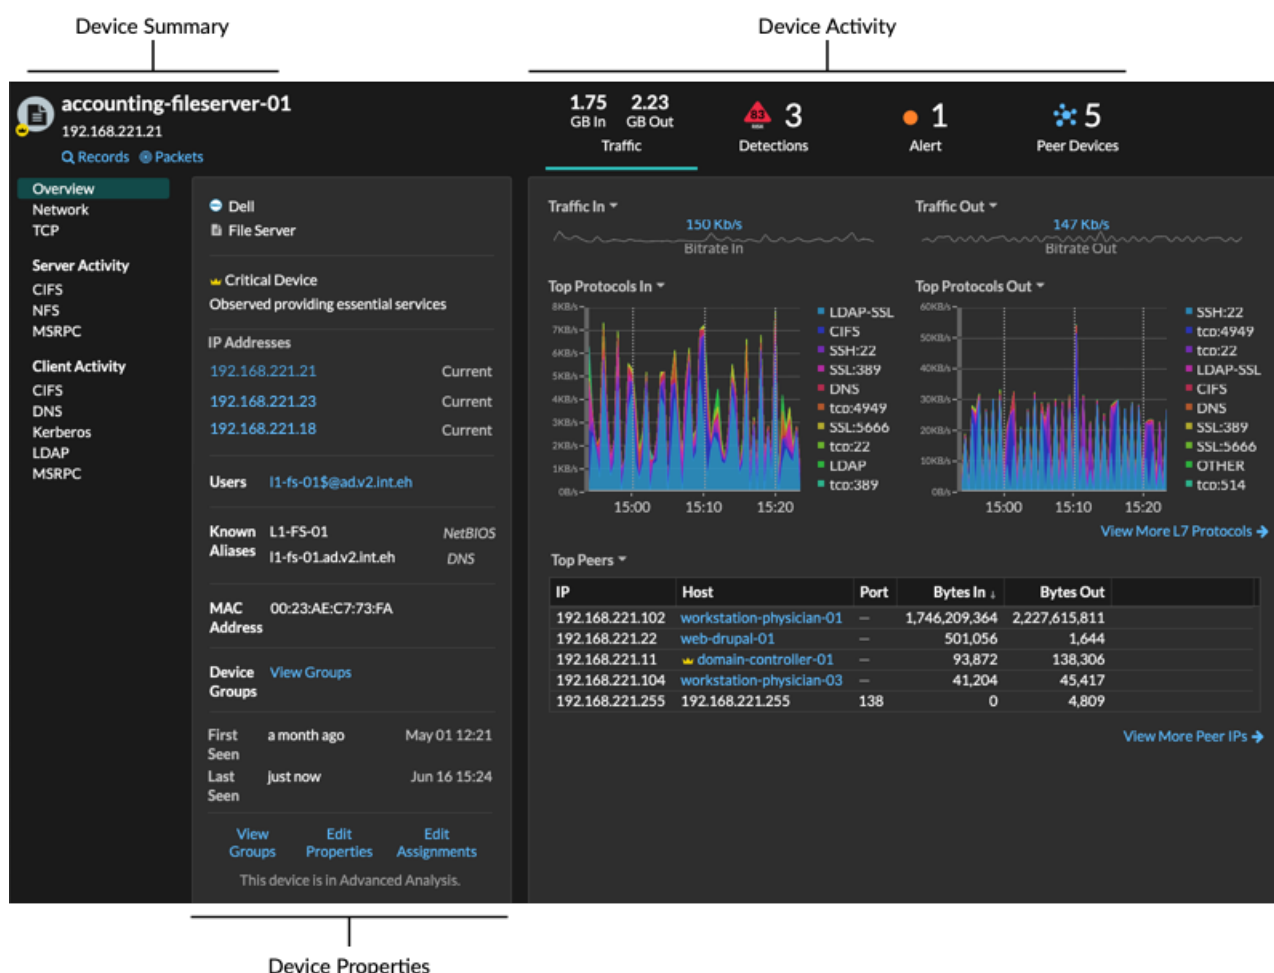 Device Summary
Device Activity
accounting-fileserver-01
192.168.221.21
Records Packets
1.75 2.23
GB In GB Out
Traffic
83
RISK
3
Detections
1
Alert
5
Peer Devices
Overview
Network
TCP
Server Activity
CIFS
NFS
MSRPC
Client Activity
CIFS
DNS
Kerberos
LDAP
MSRPC
Dell
File Server
Critical Device
Observed providing essential services
IP Addresses
192.168.221.21 Current
192.168.221.23 Current
192.168.221.18 Current
Users l1-fs-01$@ad.v2.int.eh
Known Aliases
L1-FS-01 NetBIOS
l1-fs-01.ad.v2.int.eh DNS
MAC Address
00:23:AE:C7:73:FA
Device Groups
View Groups
First Seen
a month ago May 01 12:21
Last Seen
just now Jun 16 15:24
View Groups
Edit Properties
Edit Assignments
This device is in Advanced Analysis.
Traffic In
150 Kb/s
Bitrate In
Traffic Out
147 Kb/s
Bitrate Out
Top Protocols In
8KB/s
7KB/s
6KB/s
5KB/s
4KB/s
3KB/s
2KB/s
1KB/s
0B/s
15:00 15:10 15:20
LDAP-SSL
CIFS
SSH:22
SSL:389
DNS
tcp:4949
SSL:5666
tcp:22
LDAP
tcp:389
Top Protocols Out
60KB/s
50KB/s
40KB/s
30KB/s
20KB/s
10KB/s
0B/s
15:00 15:10 15:20
SSH:22
tcp:4949
tcp:22
LDAP-SSL
CIFS
DNS
SSL:389
SSL:5666
OTHER
tcp:514
View More L7 Protocols →
Top Peers
IP Host Port Bytes In ↓ Bytes Out
192.168.221.102 workstation-physician-01 — 1,746,209,364 2,227,615,811
192.168.221.22 web-drupal-01 — 501,056 1,644
192.168.221.11 domain-controller-01 — 93,872 138,306
192.168.221.104 workstation-physician-03 — 41,204 45,417
192.168.221.255 192.168.221.255 138 0 4,809
View More Peer IPs →
Device Properties